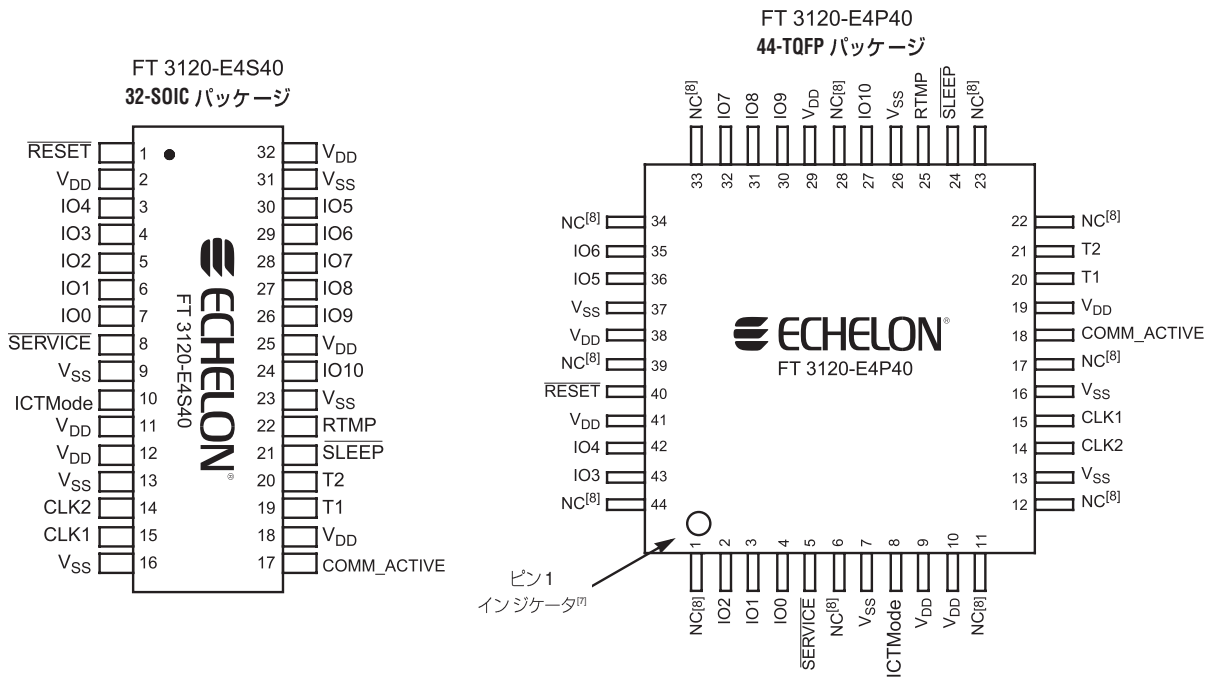 FT 3120-E4S40
32-SOIC パッケージ
RESET 1 32 VDD
VDD 2 31 VSS
IO4 3 30 IO5
IO3 4 29 IO6
IO2 5 28 IO7
IO1 6 27 IO8
IO0 7 26 IO9
SERVICE 8 25 VDD
VSS 9 24 IO10
ICTMode 10 23 VSS
VDD 11 22 RTMP
VDD 12 21 SLEEP
VSS 13 20 T2
CLK2 14 19 T1
CLK1 15 18 VDD
VSS 16 17 COMM_ACTIVE
ECHELON®
FT 3120-E4S40
FT 3120-E4P40
44-TQFP パッケージ
NC[8] IO7 IO8 IO9 VDD NC[8] IO10 VSS RTMP SLEEP NC[8]
33 32 31 30 29 28 27 26 25 24 23
NC[8] 34 22 NC[8]
IO6 35 21 T2
IO5 36 20 T1
VSS 37 19 VDD
VDD 38 18 COMM_ACTIVE
NC[8] 39 17 NC[8]
RESET 40 16 VSS
VDD 41 15 CLK1
IO4 42 14 CLK2
IO3 43 13 VSS
NC[8] 44 12 NC[8]
ECHELON®
FT 3120-E4P40
1 2 3 4 5 6 7 8 9 10 11
NC[8] IO2 IO1 IO0 SERVICE NC[8] VSS ICTMode VDD VDD NC[8]
ピン1
インジケータ[7]